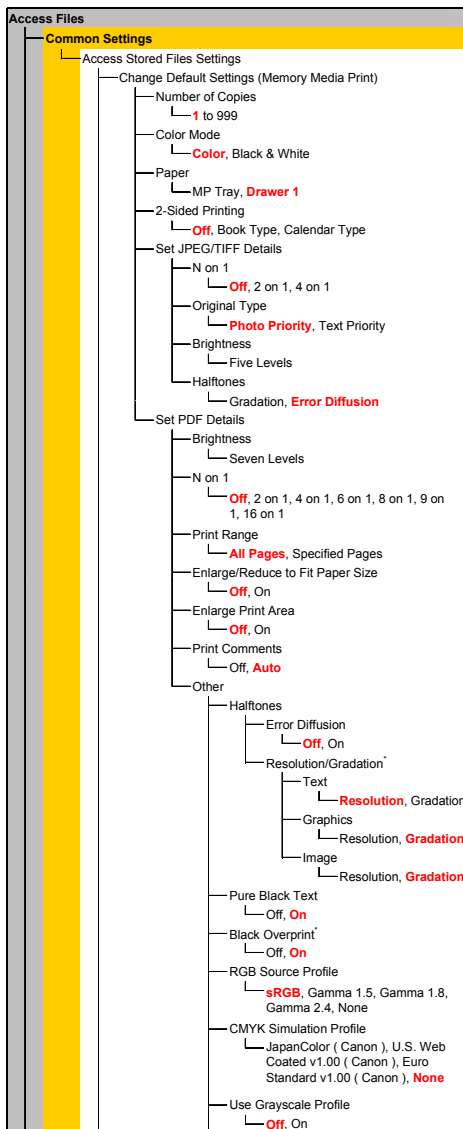 Access Files
Common Settings
Access Stored Files Settings
Change Default Settings (Memory Media Print)
Number of Copies
1 to 999
Color Mode
Color, Black & White
Paper
MP Tray, Drawer 1
2-Sided Printing
Off, Book Type, Calendar Type
Set JPEG/TIFF Details
N on 1
Off, 2 on 1, 4 on 1
Original Type
Photo Priority, Text Priority
Brightness
Five Levels
Halftones
Gradation, Error Diffusion
Set PDF Details
Brightness
Seven Levels
N on 1
Off, 2 on 1, 4 on 1, 6 on 1, 8 on 1, 9 on
1, 16 on 1
Print Range
All Pages, Specified Pages
Enlarge/Reduce to Fit Paper Size
Off, On
Enlarge Print Area
Off, On
Print Comments
Off, Auto
Other
Halftones
Error Diffusion
Off, On
Resolution/Gradation*
Text
Resolution, Gradation
Graphics
Resolution, Gradation
Image
Resolution, Gradation
Pure Black Text
Off, On
Black Overprint*
Off, On
RGB Source Profile
sRGB, Gamma 1.5, Gamma 1.8,
Gamma 2.4, None
CMYK Simulation Profile
JapanColor ( Canon ), U.S. Web
Coated v1.00 ( Canon ), Euro
Standard v1.00 ( Canon ), None
Use Grayscale Profile
Off, On